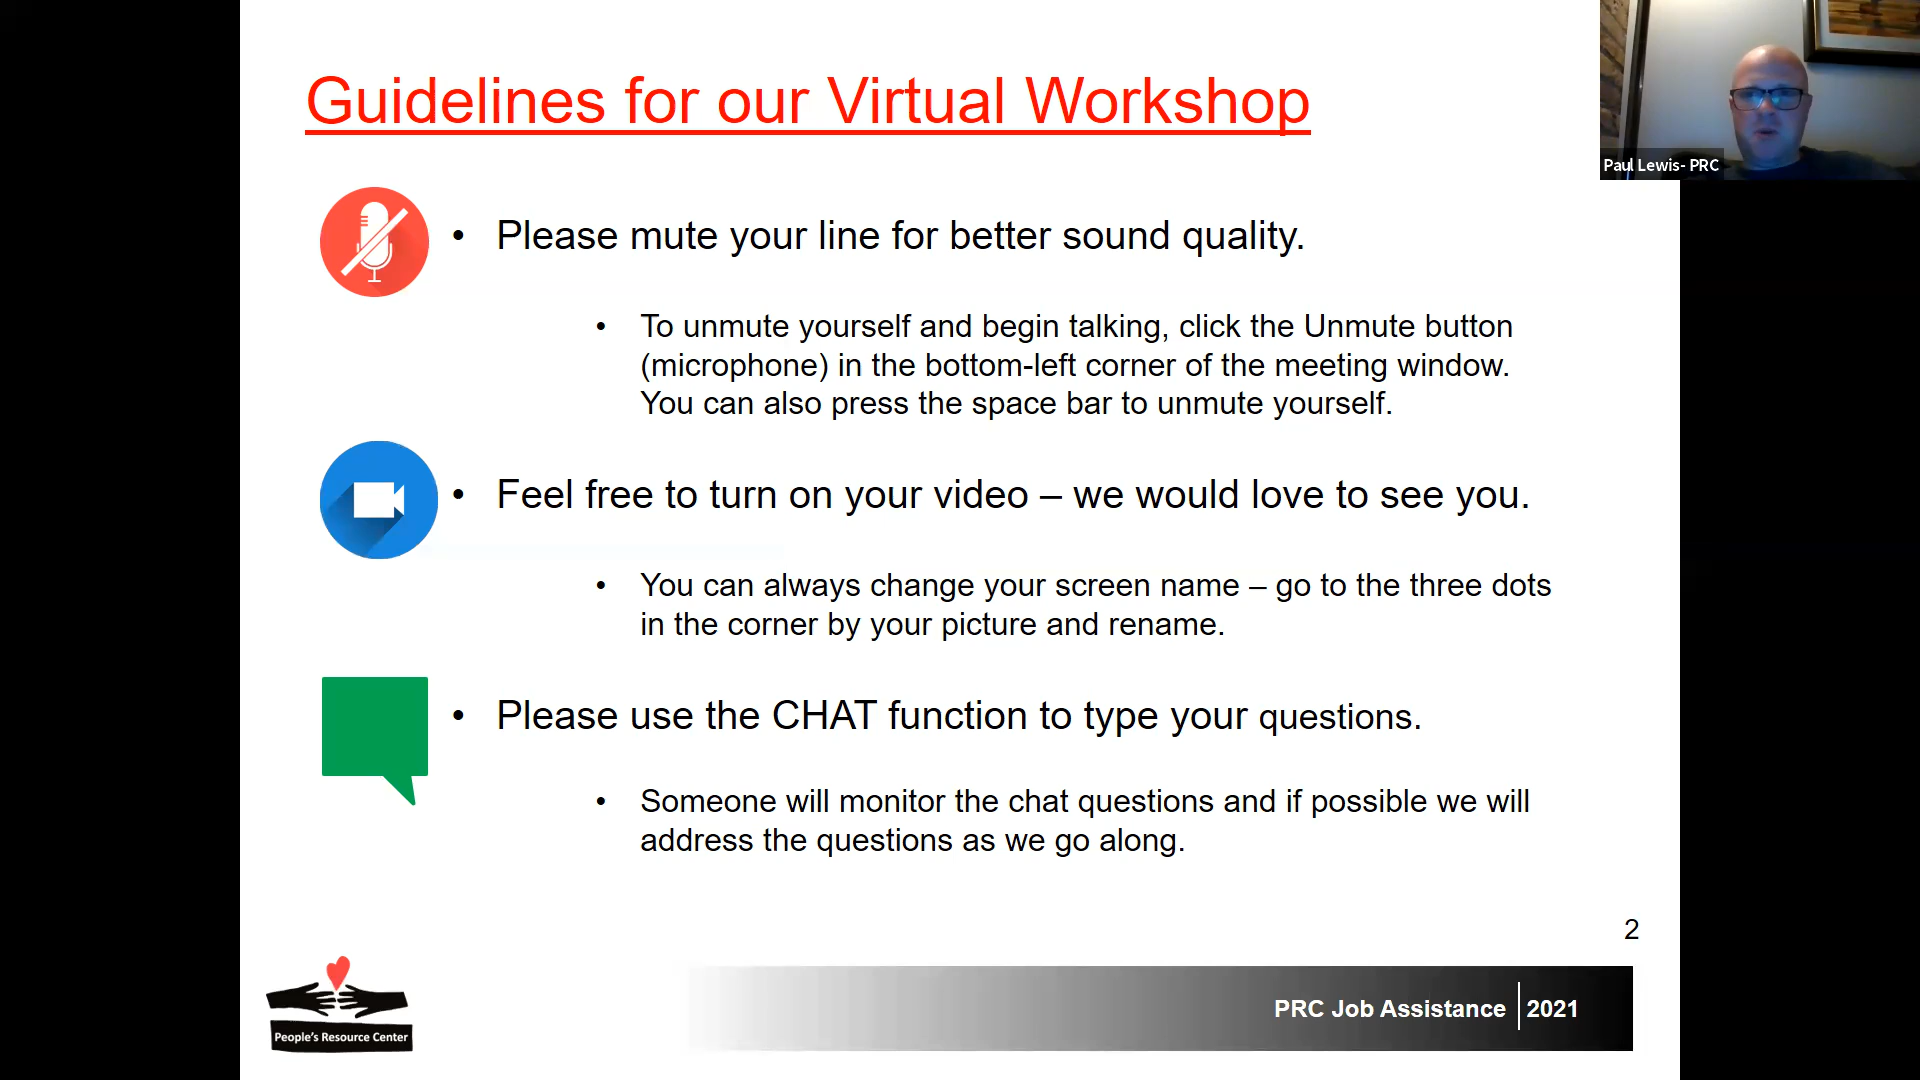 Guidelines for our Virtual Workshop
Paul Lewis- PRC
• Please mute your line for better sound quality.
• To unmute yourself and begin talking, click the Unmute button
(microphone) in the bottom-left corner of the meeting window.
You can also press the space bar to unmute yourself.
• Feel free to turn on your video – we would love to see you.
• You can always change your screen name – go to the three dots
in the corner by your picture and rename.
• Please use the CHAT function to type your questions.
• Someone will monitor the chat questions and if possible we will
address the questions as we go along.
2
People's Resource Center
PRC Job Assistance | 2021